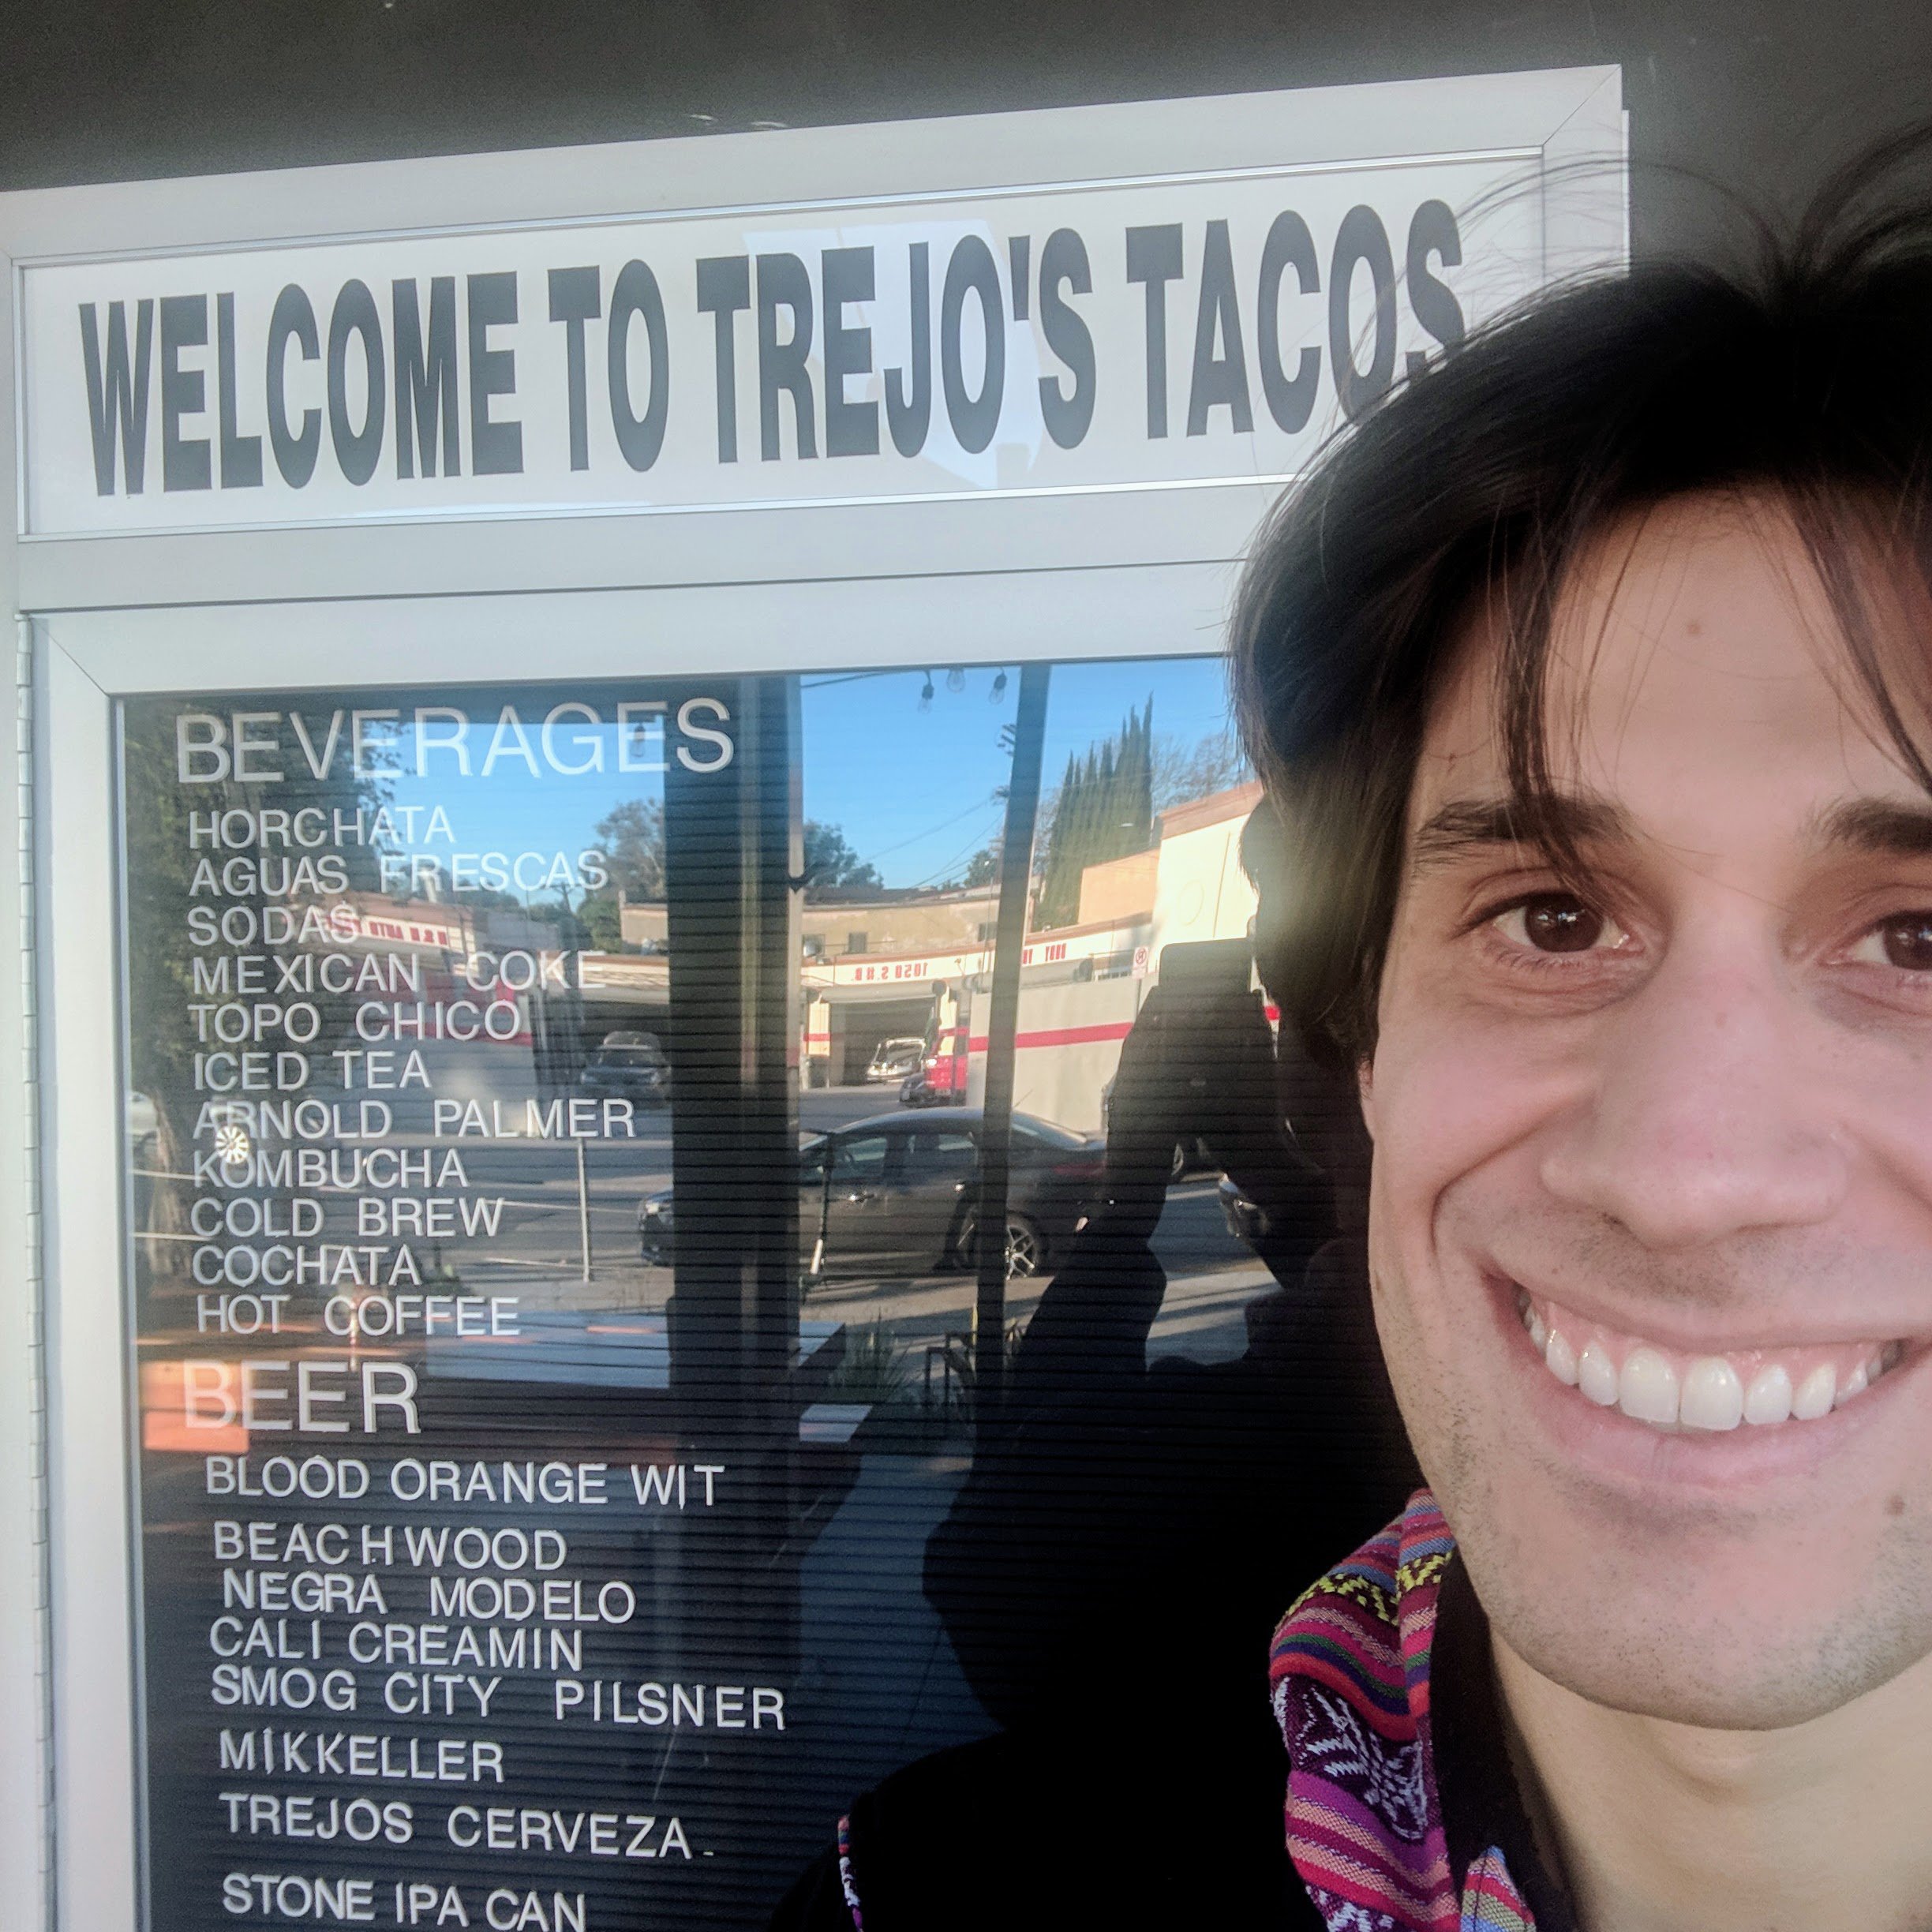 WELCOME TO TREJO'S TACOS
BEVERAGES
HORCHATA
AGUAS FRESCAS
SODAS
MEXICAN COKE
TOPO CHICO
ICED TEA
ARNOLD PALMER
KOMBUCHA
COLD BREW
COCHATA
HOT COFFEE
BEER
BLOOD ORANGE WIT
BEACHWOOD
NEGRA MODELO
CALI CREAMIN
SMOG CITY PILSNER
MIKKELLER
TREJOS CERVEZA -
STONE IPA CAN